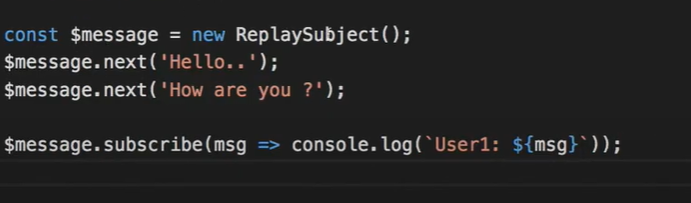 const $message = new ReplaySubject();
$message.next('Hello..');
$message.next('How are you ?');
$message.subscribe(msg => console.log(`User1: ${msg}`));